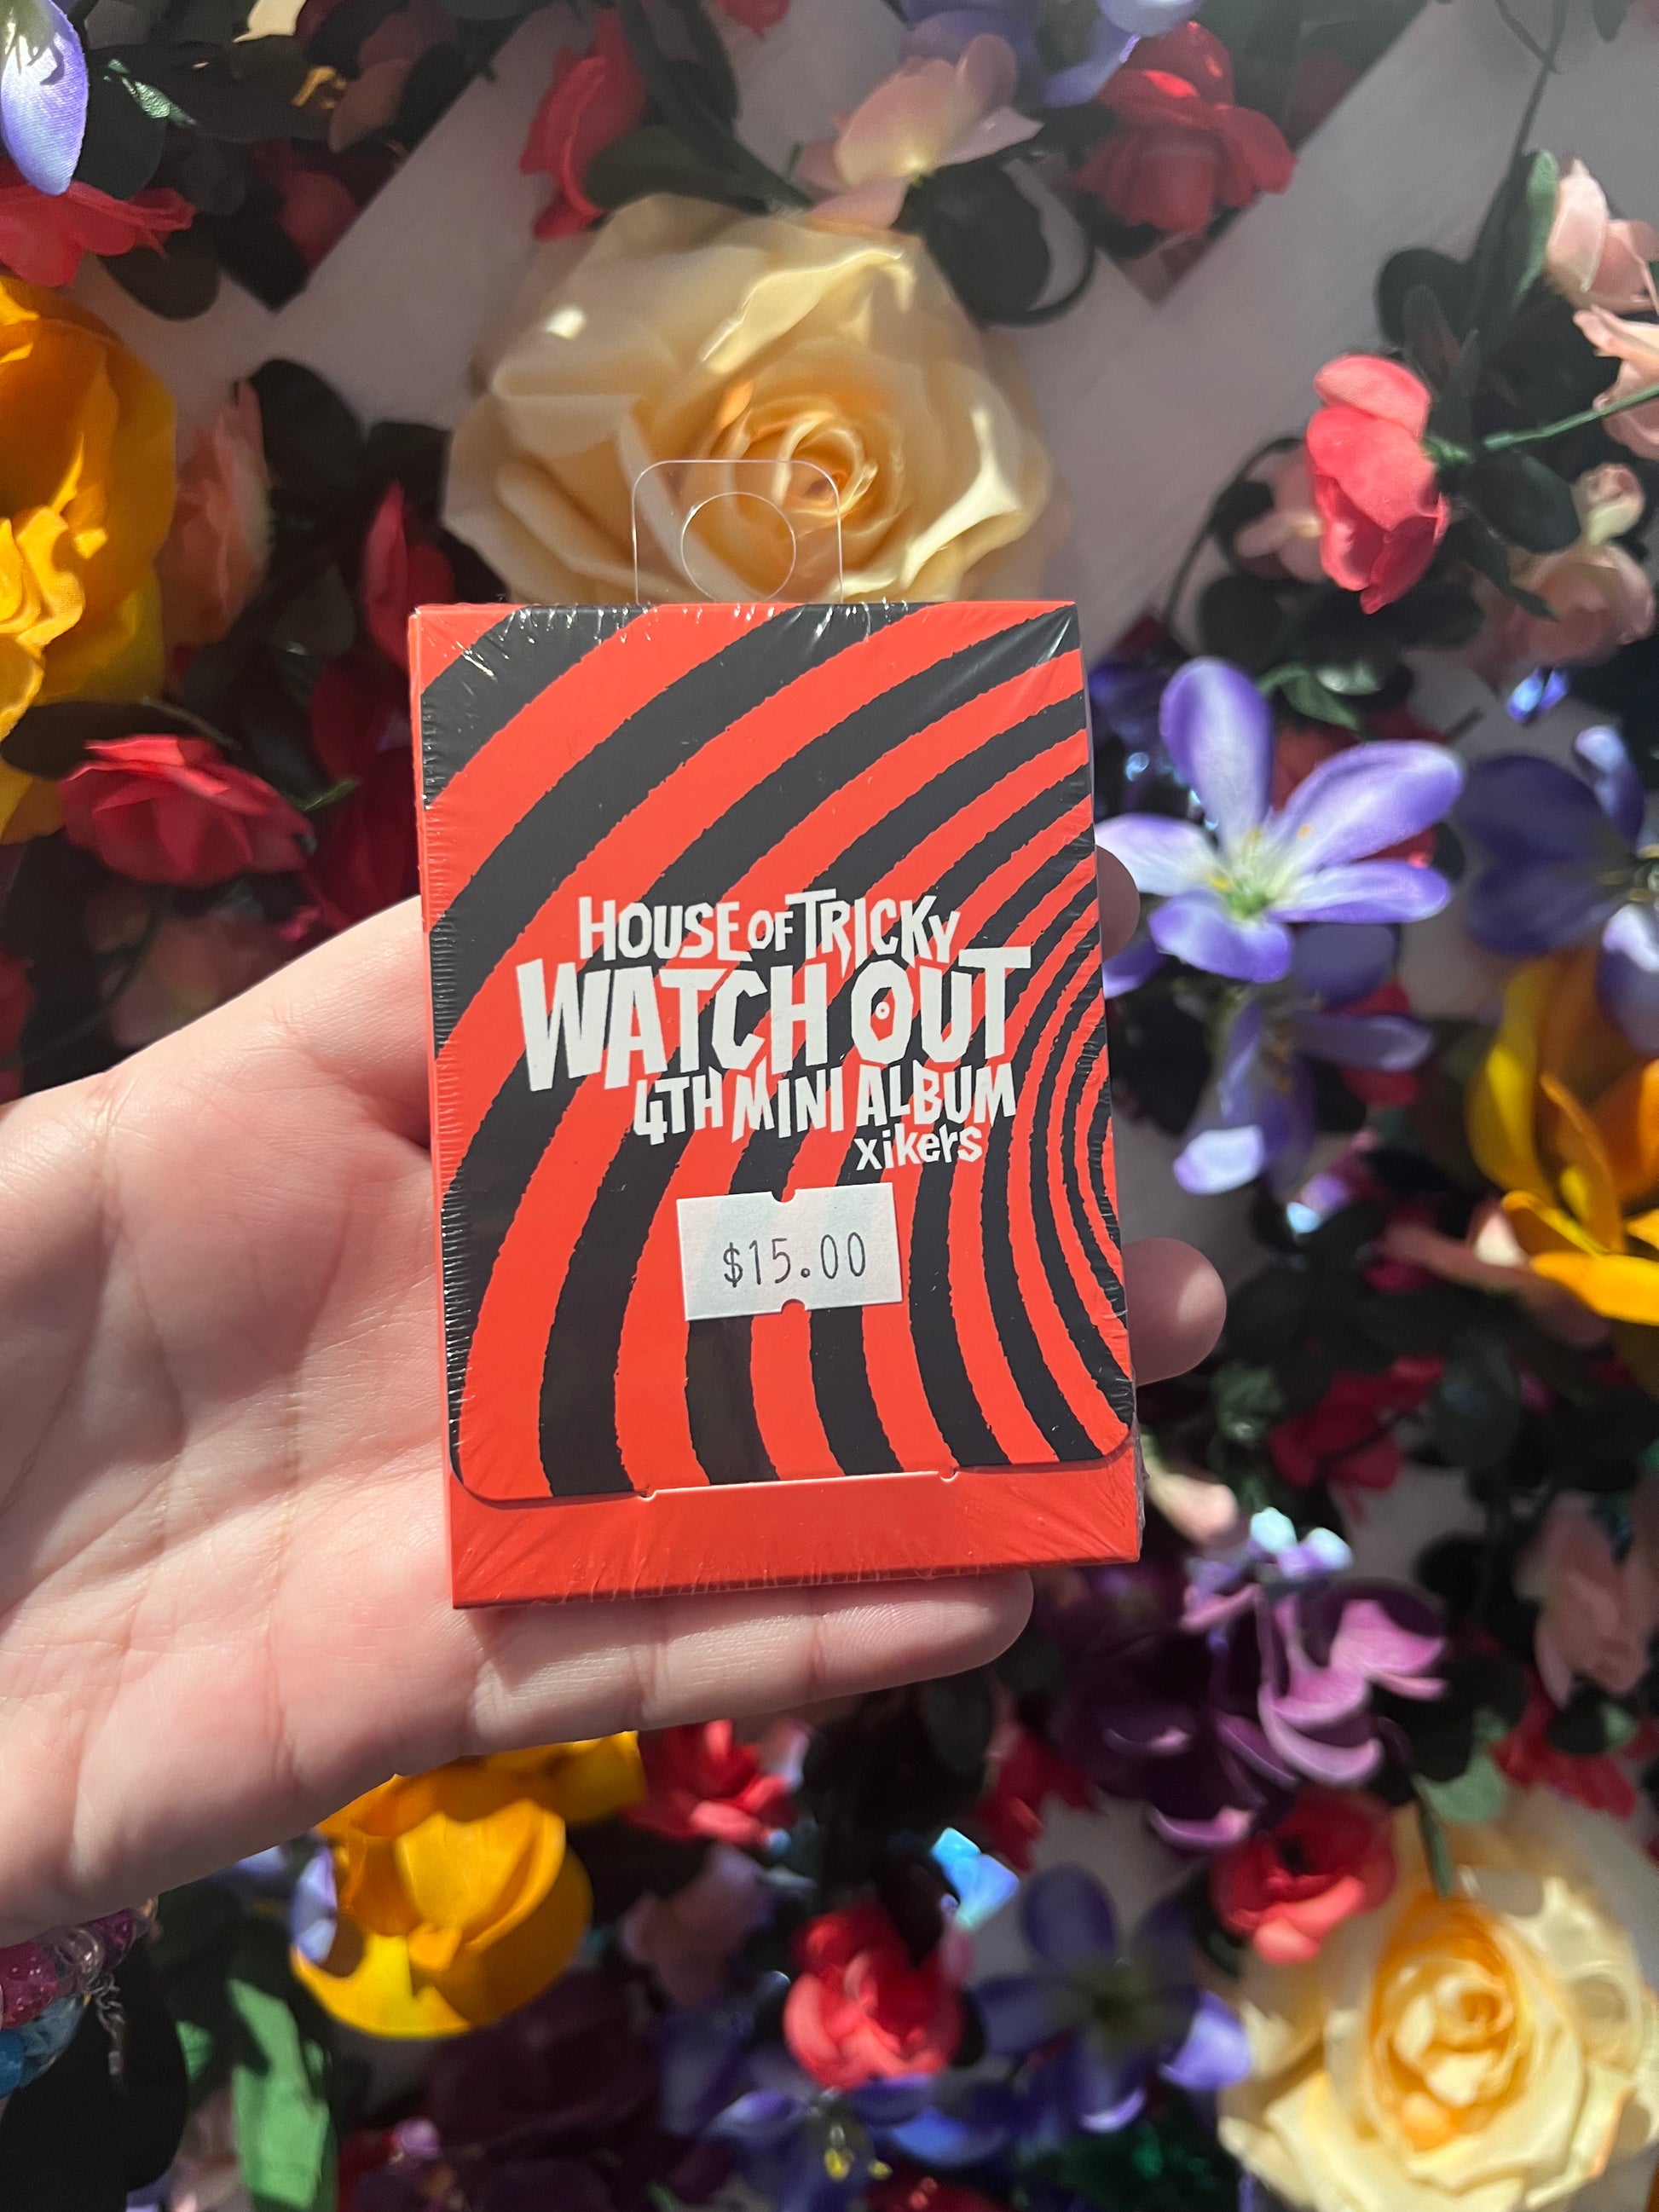 HOUSE OF TRICKY
WATCH OUT
4TH MINI ALBUM
xikers
$15.00